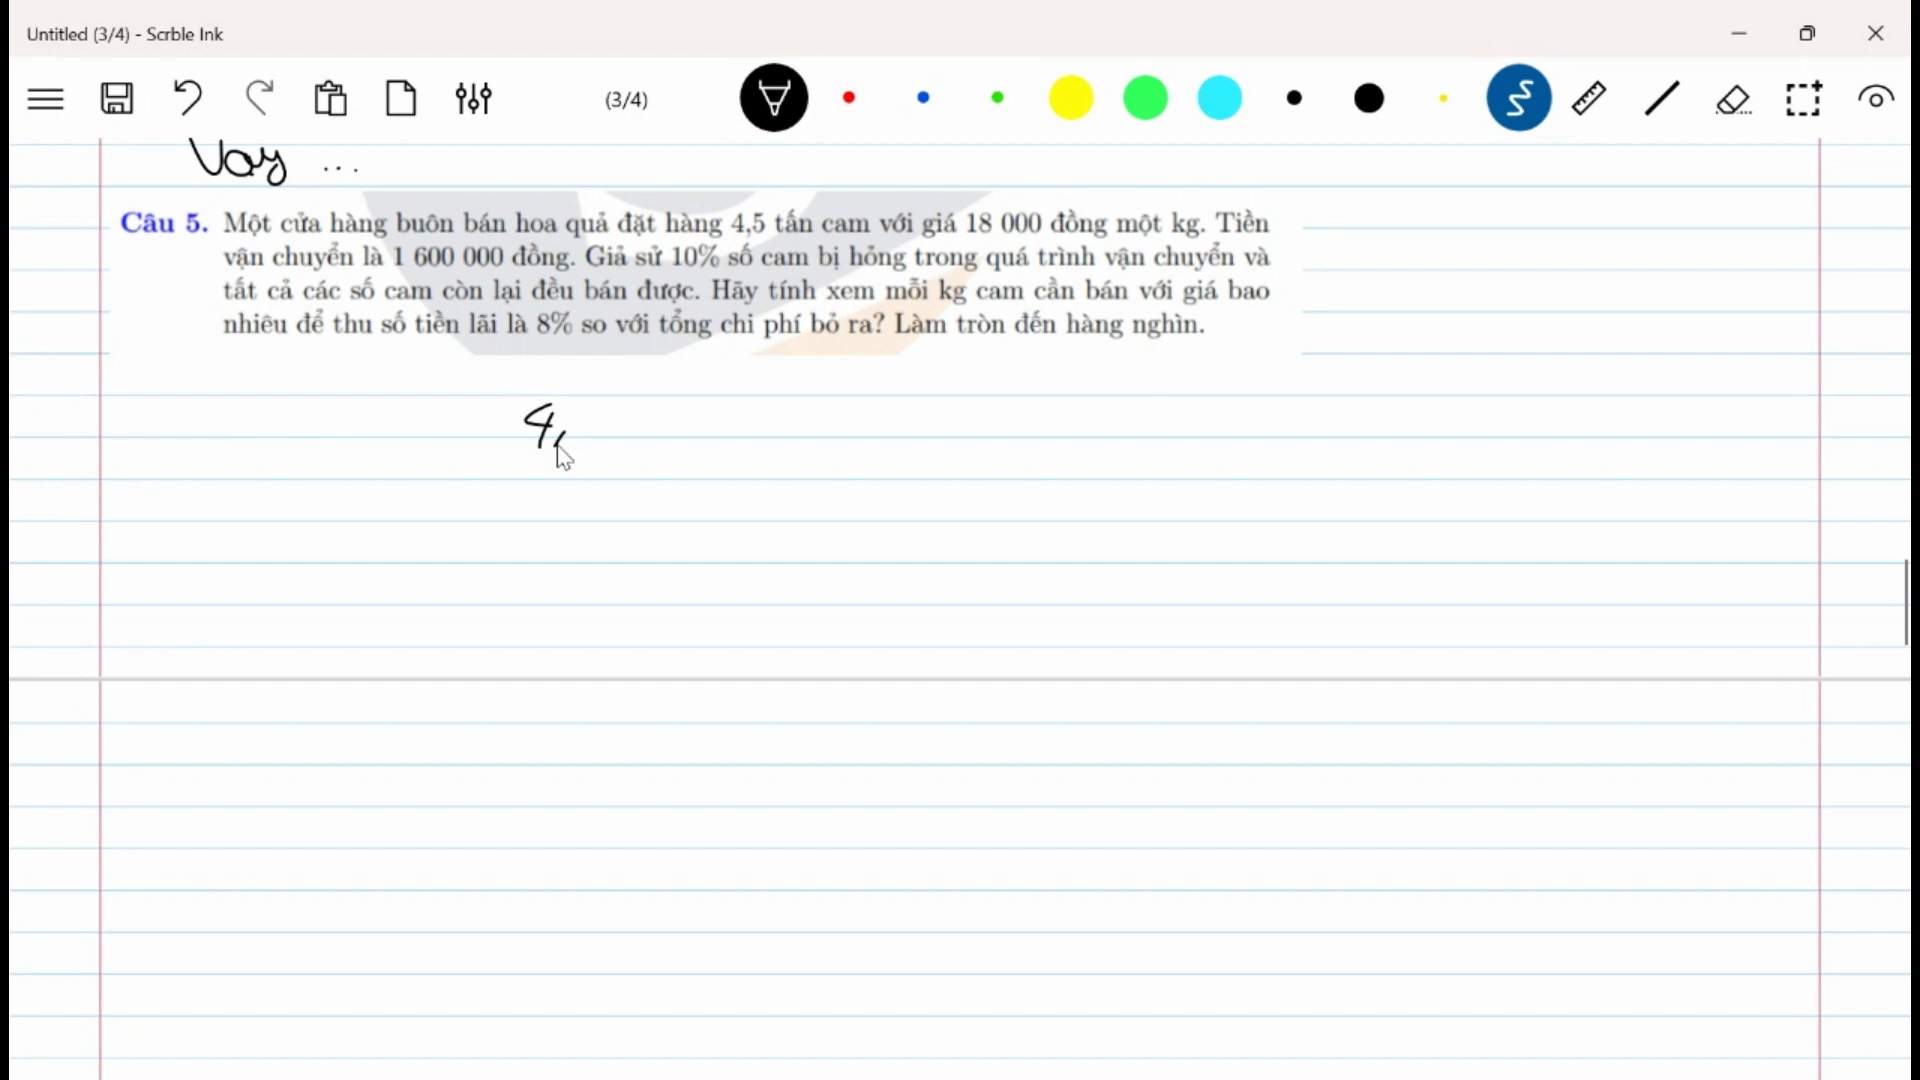 Untitled (3/4) - Scrble Ink
(3/4)
Vay ...
Câu 5. Một cửa hàng buôn bán hoa quả đặt hàng 4,5 tấn cam với giá 18 000 đồng một kg. Tiền
vận chuyển là 1 600 000 đồng. Giả sử 10% số cam bị hỏng trong quá trình vận chuyển và
tất cả các số cam còn lại đều bán được. Hãy tính xem mỗi kg cam cần bán với giá bao
nhiêu để thu số tiền lãi là 8% so với tổng chi phí bỏ ra? Làm tròn đến hàng nghìn.
4,